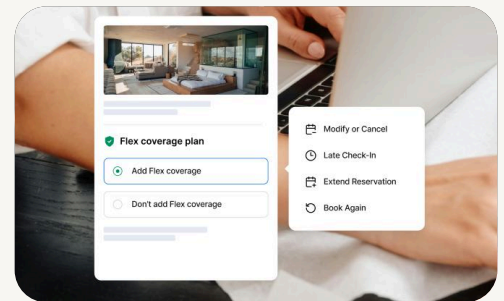 Flex coverage plan
Add Flex coverage
Don't add Flex coverage
Modify or Cancel
Late Check-In
Extend Reservation
Book Again